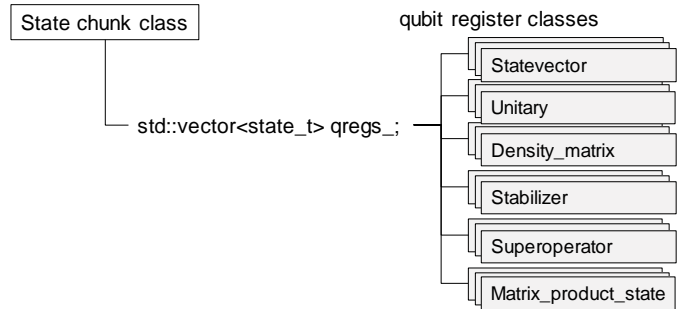 State chunk class
qubit register classes
std::vector<state_t> qregs_;
Statevector
Unitary
Density_matrix
Stabilizer
Superoperator
Matrix_product_state